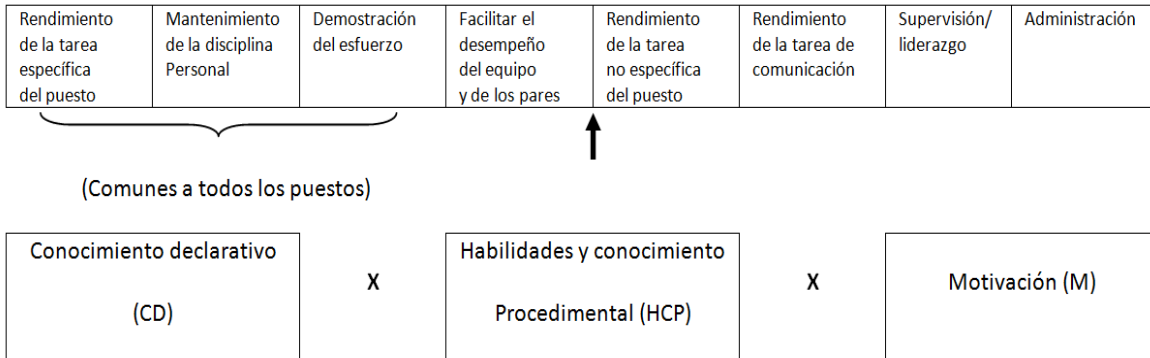 Rendimiento
de la tarea
específica
del puesto
Mantenimiento
de la disciplina
Personal
Demostración
del esfuerzo
Facilitar el
desempeño
del equipo
y de los pares
Rendimiento
de la tarea
no específica
del puesto
Rendimiento
de la tarea de
comunicación
Supervisión/
liderazgo
Administración
(Comunes a todos los puestos)
Conocimiento declarativo
(CD)
X
Habilidades y conocimiento
Procedimental (HCP)
X
Motivación (M)